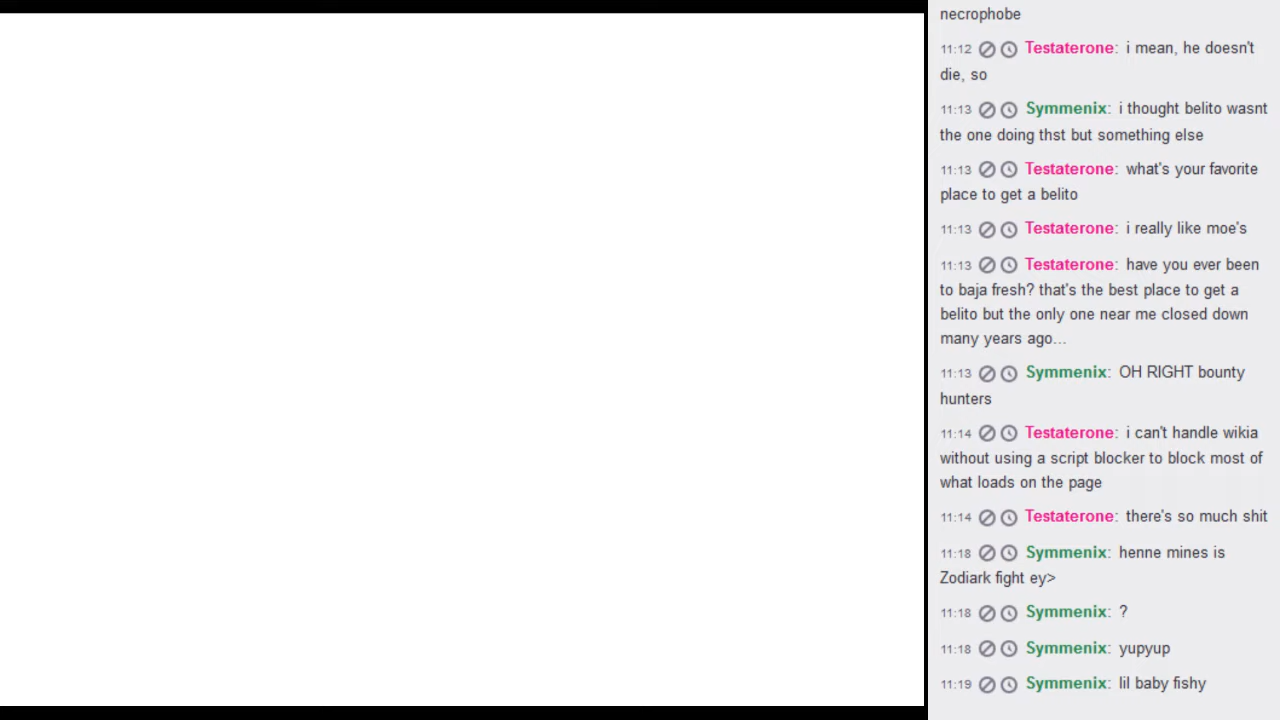 necrophobe
11:12 Testaterone: i mean, he doesn't
die, so
11:13 Symmenix: i thought belito wasnt
the one doing thst but something else
11:13 Testaterone: what's your favorite
place to get a belito
11:13 Testaterone: i really like moe's
11:13 Testaterone: have you ever been
to baja fresh? that's the best place to get a
belito but the only one near me closed down
many years ago...
11:13 Symmenix: OH RIGHT bounty
hunters
11:14 Testaterone: i can't handle wikia
without using a script blocker to block most of
what loads on the page
11:14 Testaterone: there's so much shit
11:18 Symmenix: henne mines is
Zodiark fight ey>
11:18 Symmenix: ?
11:18 Symmenix: yupyup
11:19 Symmenix: lil baby fishy